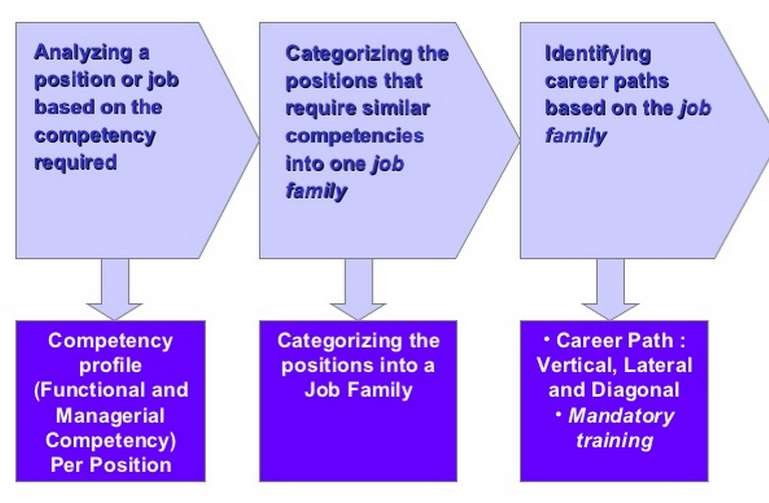 Analyzing a
position or job
based on the
competency
required
Categorizing the
positions that
require similar
competencies
into one job
family
Identifying
career paths
based on the job
family
Competency
profile
(Functional and
Managerial
Competency)
Per Position
Categorizing the
positions into a
Job Family
• Career Path :
Vertical, Lateral
and Diagonal
• Mandatory
training